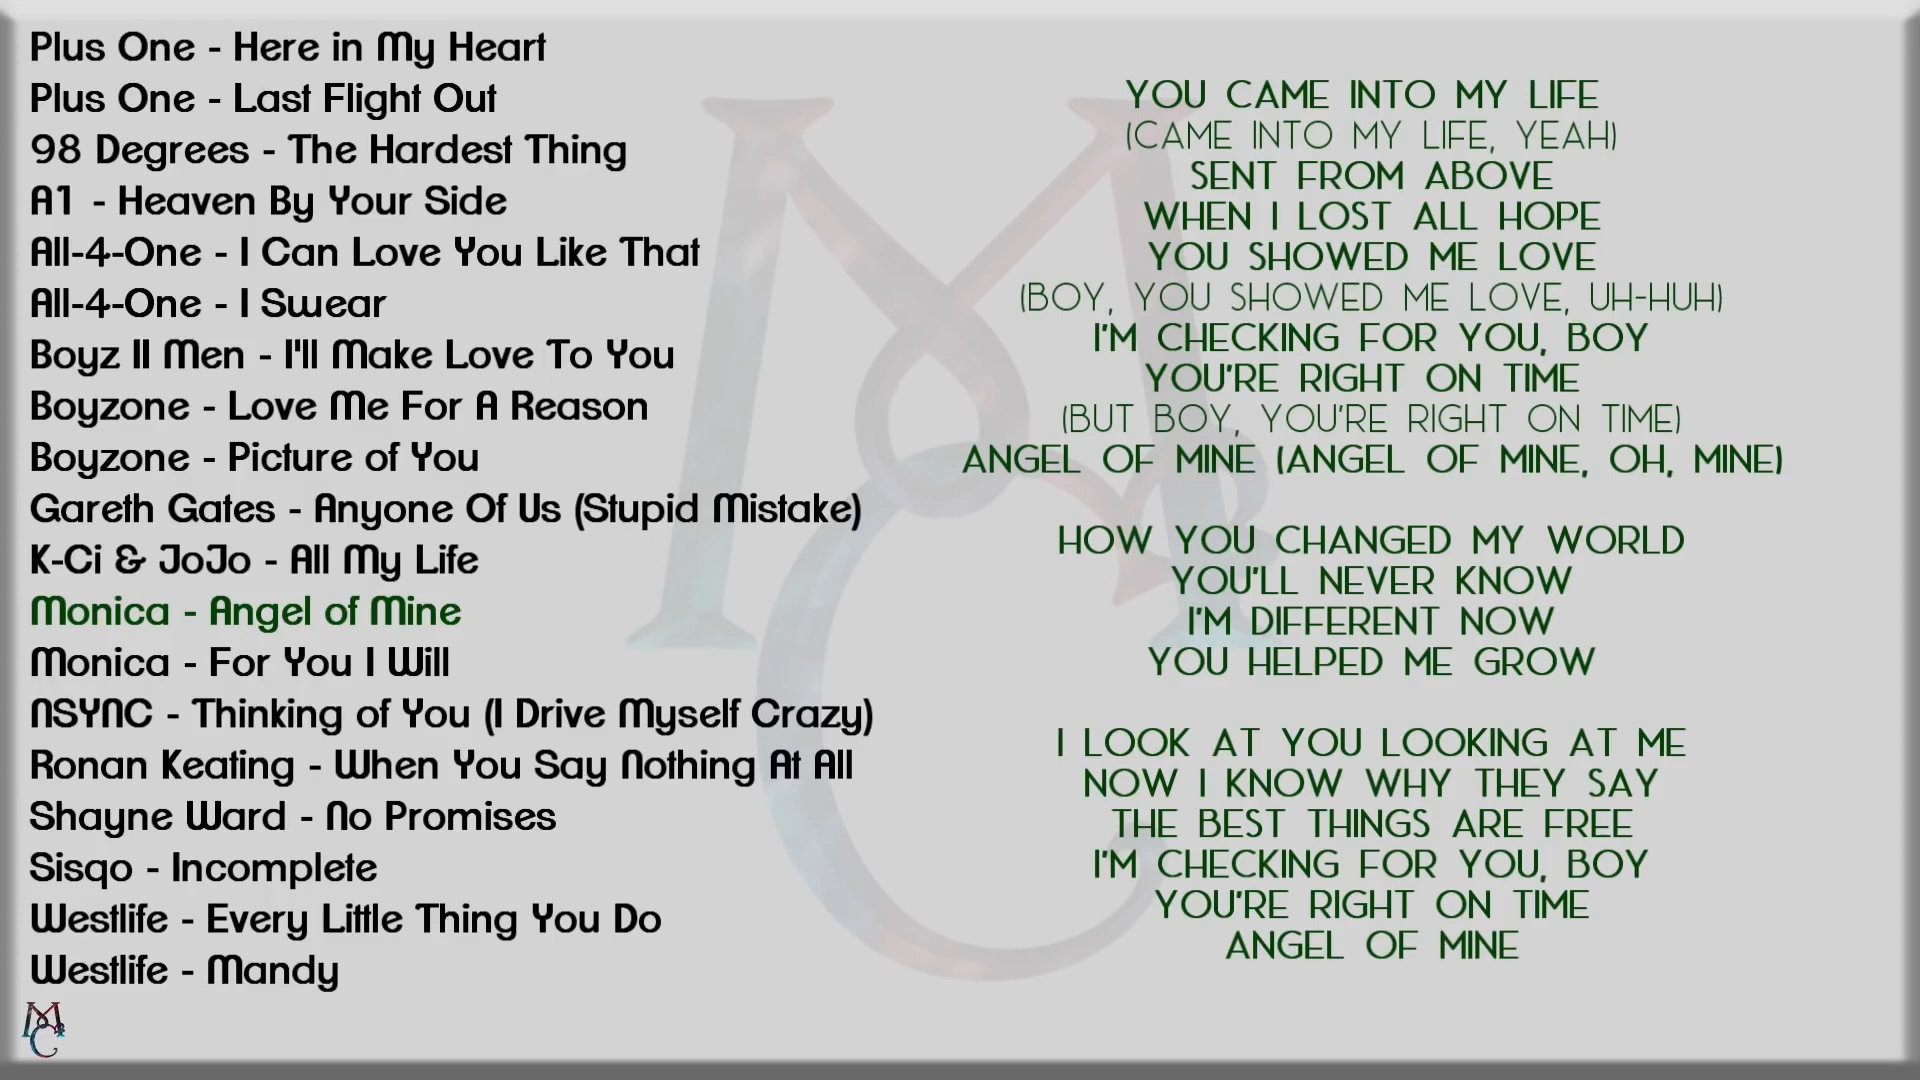 Plus One - Here in My Heart
Plus One - Last Flight Out
98 Degrees - The Hardest Thing
A1 - Heaven By Your Side
All-4-One - I Can Love You Like That
All-4-One - I Swear
Boyz II Men - I'll Make Love To You
Boyzone - Love Me For A Reason
Boyzone - Picture of You
Gareth Gates - Anyone Of Us (Stupid Mistake)
K-Ci & JoJo - All My Life
Monica - Angel of Mine
Monica - For You I Will
NSYNC - Thinking of You (I Drive Myself Crazy)
Ronan Keating - When You Say Nothing At All
Shayne Ward - No Promises
Sisqo - Incomplete
Westlife - Every Little Thing You Do
Westlife - Mandy
YOU CAME INTO MY LIFE
(CAME INTO MY LIFE, YEAH)
SENT FROM ABOVE
WHEN I LOST ALL HOPE
YOU SHOWED ME LOVE
(BOY, YOU SHOWED ME LOVE, UH-HUH)
I'M CHECKING FOR YOU, BOY
YOU'RE RIGHT ON TIME
(BUT BOY, YOU'RE RIGHT ON TIME)
ANGEL OF MINE (ANGEL OF MINE, OH, MINE)
HOW YOU CHANGED MY WORLD
YOU'LL NEVER KNOW
I'M DIFFERENT NOW
YOU HELPED ME GROW
I LOOK AT YOU LOOKING AT ME
NOW I KNOW WHY THEY SAY
THE BEST THINGS ARE FREE
I'M CHECKING FOR YOU, BOY
YOU'RE RIGHT ON TIME
ANGEL OF MINE